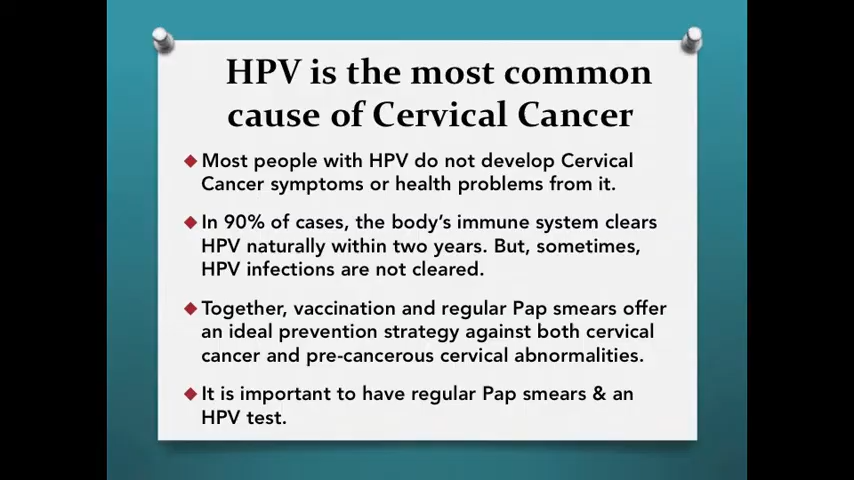 HPV is the most common
cause of Cervical Cancer
Most people with HPV do not develop Cervical
Cancer symptoms or health problems from it.
In 90% of cases, the body's immune system clears
HPV naturally within two years. But, sometimes,
HPV infections are not cleared.
Together, vaccination and regular Pap smears offer
an ideal prevention strategy against both cervical
cancer and pre-cancerous cervical abnormalities.
It is important to have regular Pap smears & an
HPV test.